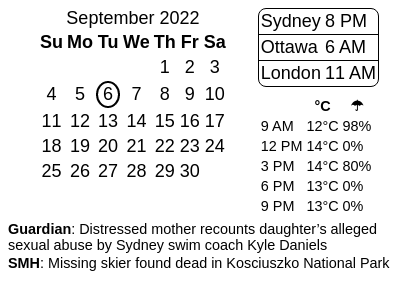 September 2022
Su Mo Tu We Th Fr Sa
1 2 3
4 5 6 7 8 9 10
11 12 13 14 15 16 17
18 19 20 21 22 23 24
25 26 27 28 29 30
Sydney 8 PM
Ottawa 6 AM
London 11 AM
°C ☂
9 AM 12°C 98%
12 PM 14°C 0%
3 PM 14°C 80%
6 PM 13°C 0%
9 PM 13°C 0%
Guardian: Distressed mother recounts daughter’s alleged
sexual abuse by Sydney swim coach Kyle Daniels
SMH: Missing skier found dead in Kosciuszko National Park